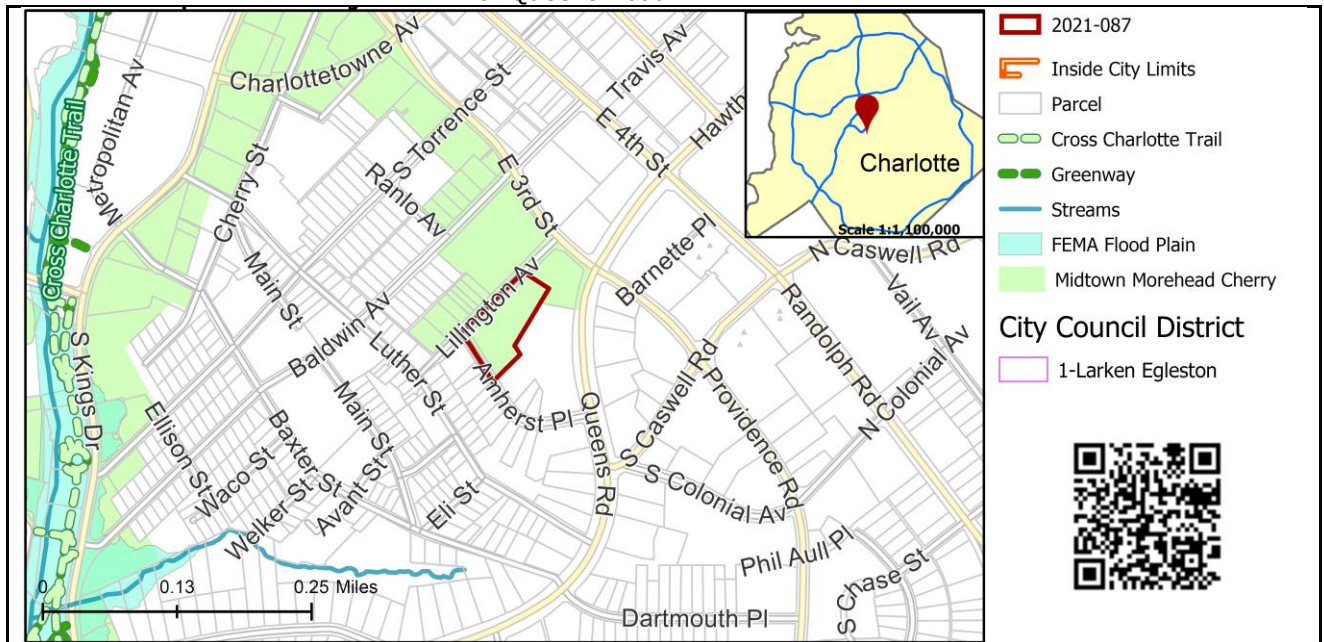 Metropolitan Av
Charlottetowne Av
S Torrence St
Travis Av
E 4th St
Hawth
Cross Charlotte Trail
Cherry St
Ranlo Av
E 3rd St
Main St
Lillington Av
Barnette Pl
N Caswell Rd
Baldwin Av
Luther St
Amherst Pl
Queens Rd
S Caswell Rd
Randolph Rd
Vail Av
N Colonial Av
S Kings Dr
Ellison St
Waco St
Baxter St
Main St
Avant St
Welker St
Eli St
Providence Rd
S Colonial Av
S
Phil Aull Pl
S Chase St
Dartmouth Pl
0 0.13 0.25 Miles
Charlotte
Scale 1:1,100,000
2021-087
Inside City Limits
Parcel
Cross Charlotte Trail
Greenway
Streams
FEMA Flood Plain
Midtown Morehead Cherry
City Council District
1-Larken Egleston